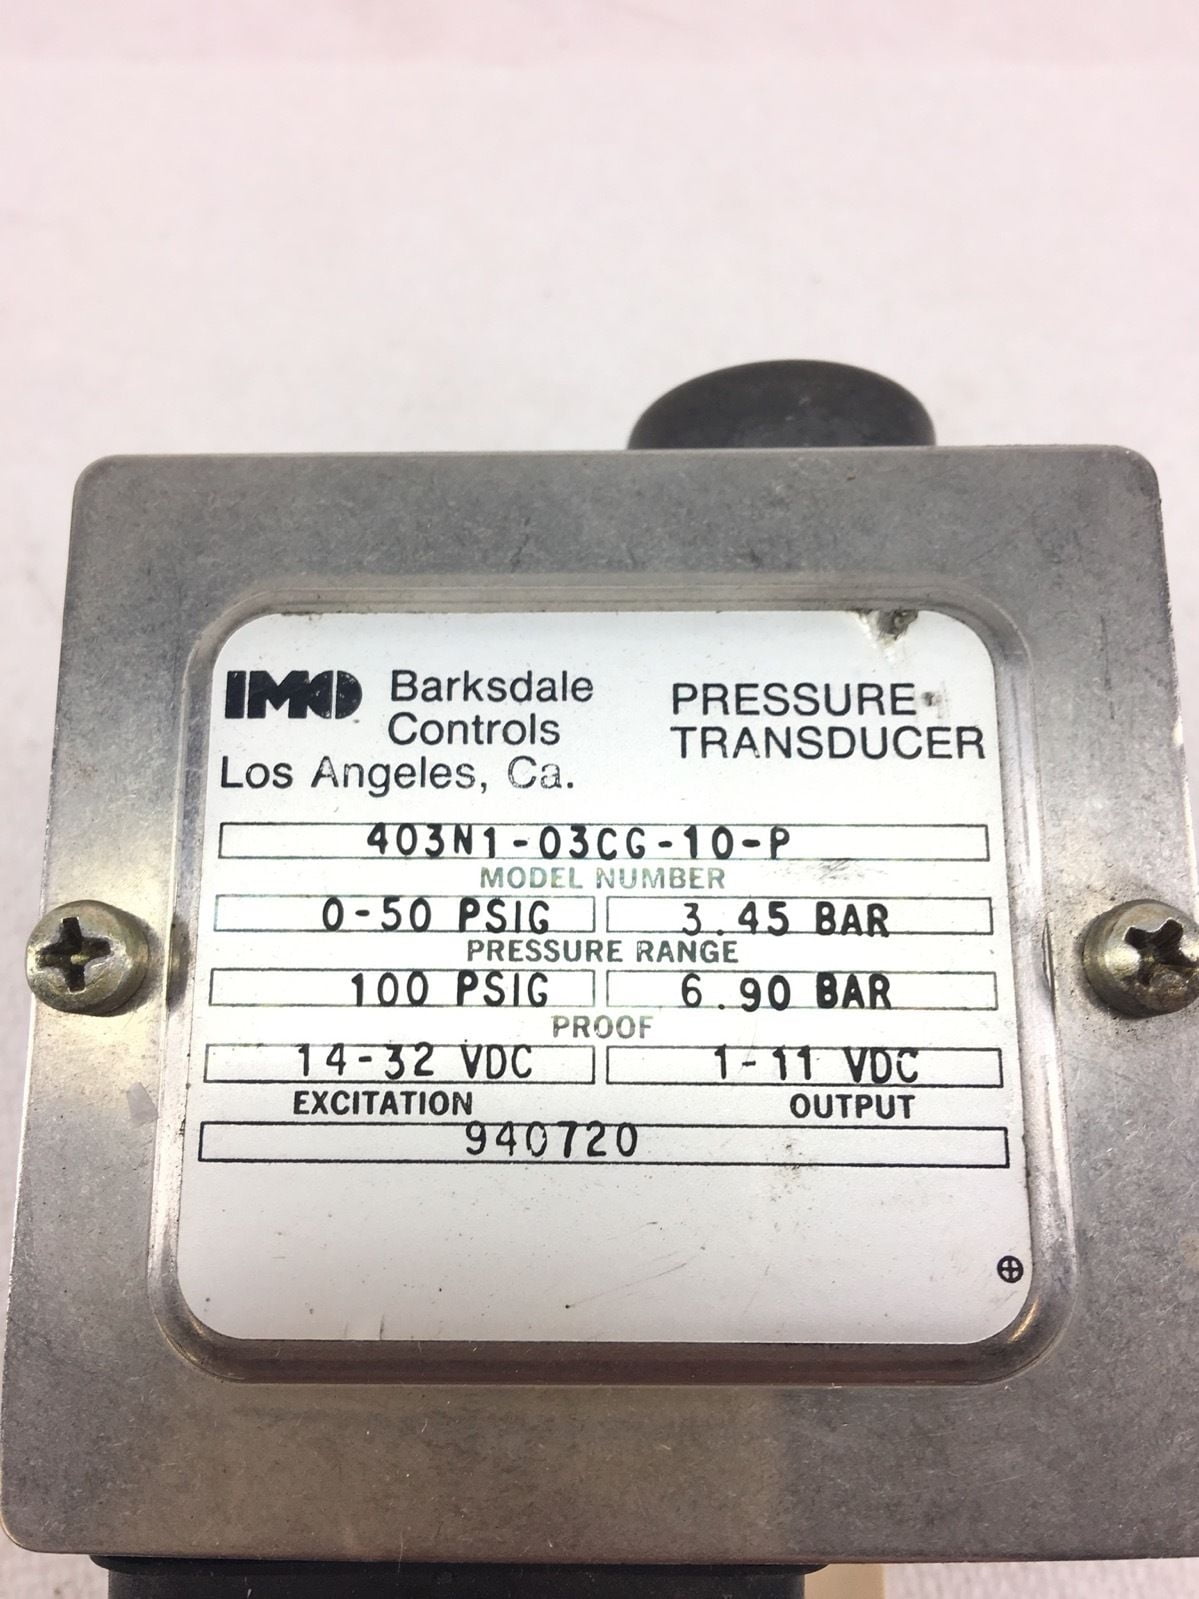 IMO Barksdale
Controls
Los Angeles, Ca.
PRESSURE
TRANSDUCER
403N1-03CG-10-P
MODEL NUMBER
0-50 PSIG 3.45 BAR
PRESSURE RANGE
100 PSIG 6.90 BAR
PROOF
14-32 VDC 1-11 VDC
EXCITATION OUTPUT
940720